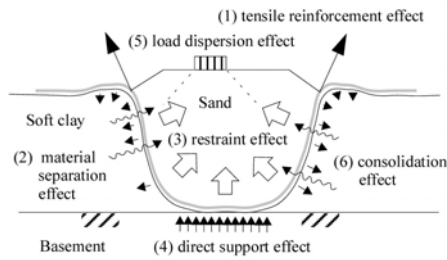 (1) tensile reinforcement effect
(5) load dispersion effect
Sand
Soft clay
(3) restraint effect
(2) material
separation
effect
(6) consolidation
effect
Basement
(4) direct support effect